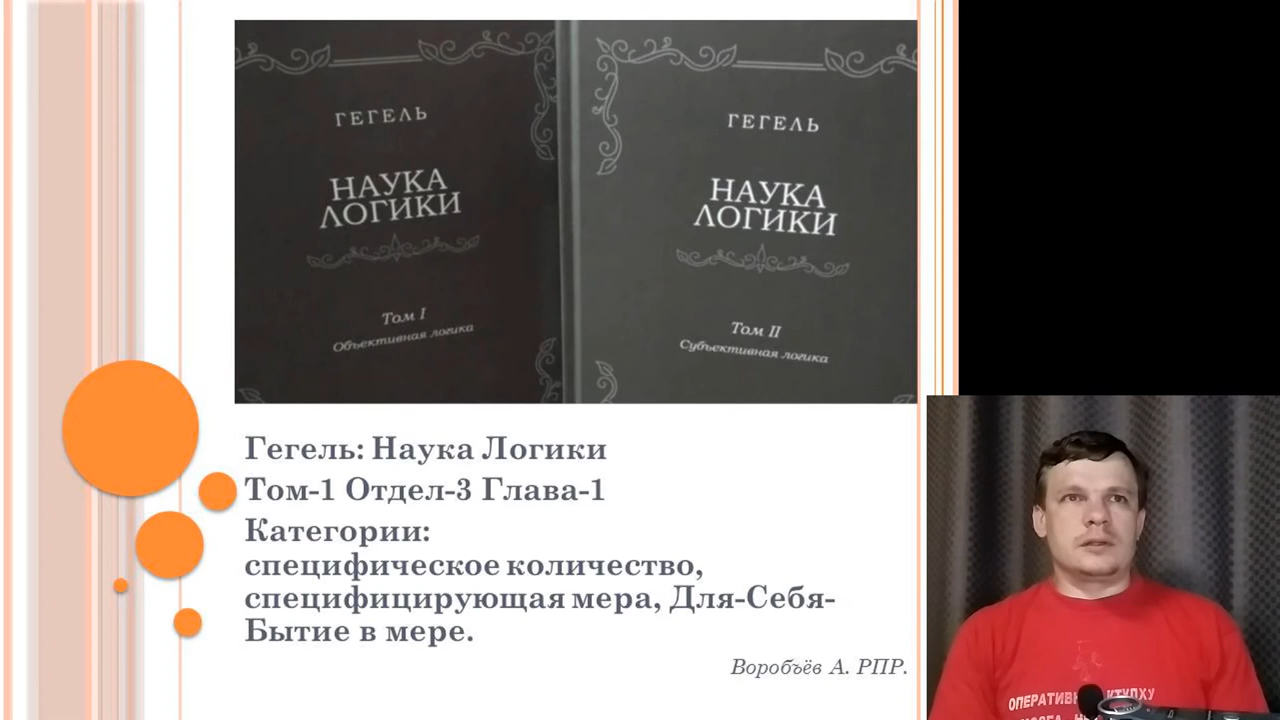 ГЕГЕЛЬ
НАУКА
ЛОГИКИ
Том I
Объективная логика
ГЕГЕЛЬ
НАУКА
ЛОГИКИ
Том II
Субъективная логика
Гегель: Наука Логики
Том-1 Отдел-3 Глава-1
Категории:
специфическое количество,
специфицирующая мера, Для-Себя-
Бытие в мере.
Воробъёв А. РПР.